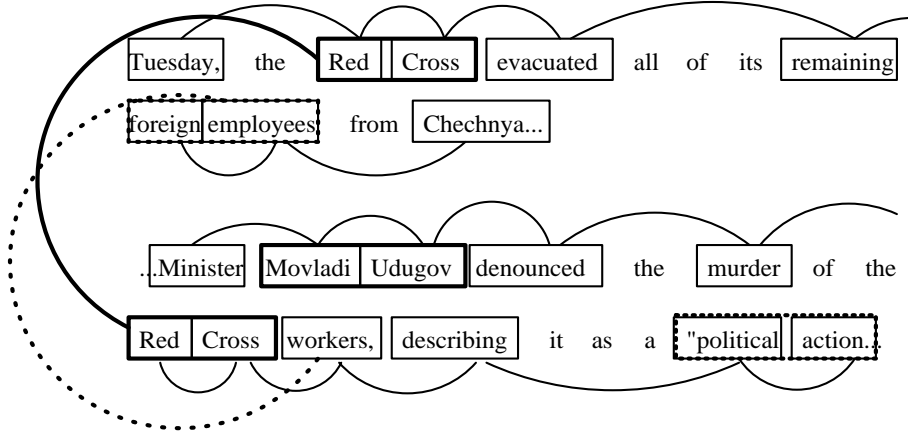 Tuesday, the Red Cross evacuated all of its remaining
foreign employees from Chechnya...
...Minister Movladi Udugov denounced the murder of the
Red Cross workers, describing it as a "political action...